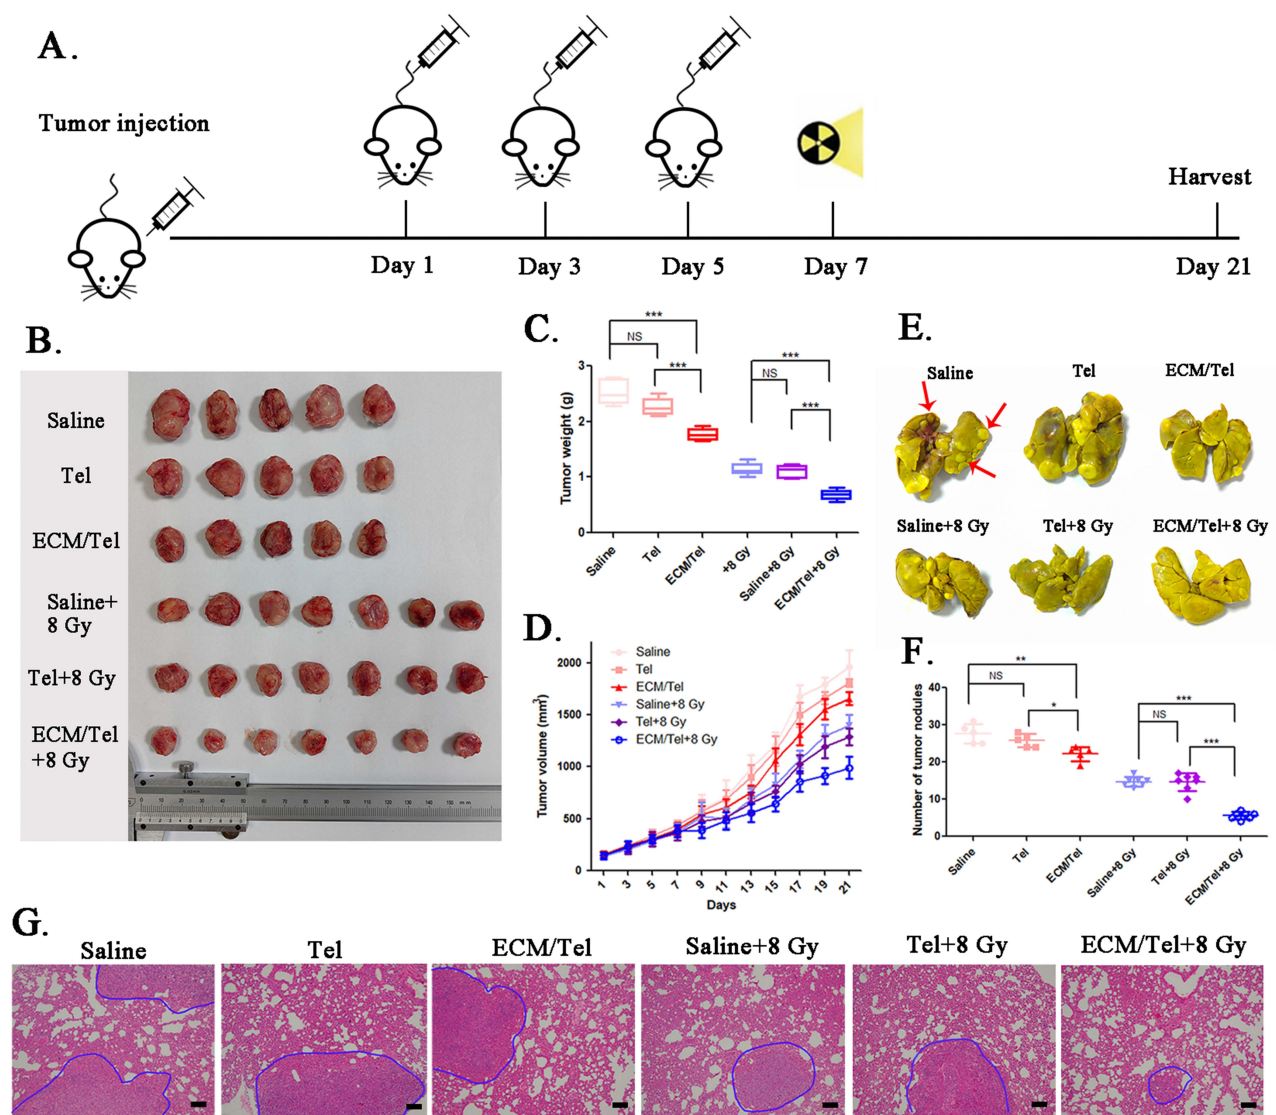 A.
Tumor injection
Harvest
Day 1
Day 3
Day 5
Day 7
Day 21
B.
Saline
Tel
ECM/Tel
Saline+
8 Gy
Tel+8 Gy
ECM/Tel
+8 Gy
C.
***
NS
***
***
NS
***
3
2
1
0
Tumor weight (g)
Saline
Tel
ECM/Tel
+8 Gy
Saline+8 Gy
ECM/Tel+8 Gy
D.
Saline
Tel
ECM/Tel
Saline+8 Gy
Tel+8 Gy
ECM/Tel+8 Gy
2000
1500
1000
500
0
Tumor volume (mm³)
1 3 5 7 9 11 13 15 17 19 21
Days
E.
Saline
Tel
ECM/Tel
Saline+8 Gy
Tel+8 Gy
ECM/Tel+8 Gy
F.
**
NS
*
***
NS
***
40
30
20
10
0
Number of tumor nodules
Saline
Tel
ECM/Tel
Saline+8 Gy
Tel+8 Gy
ECM/Tel+8 Gy
G.
Saline
Tel
ECM/Tel
Saline+8 Gy
Tel+8 Gy
ECM/Tel+8 Gy